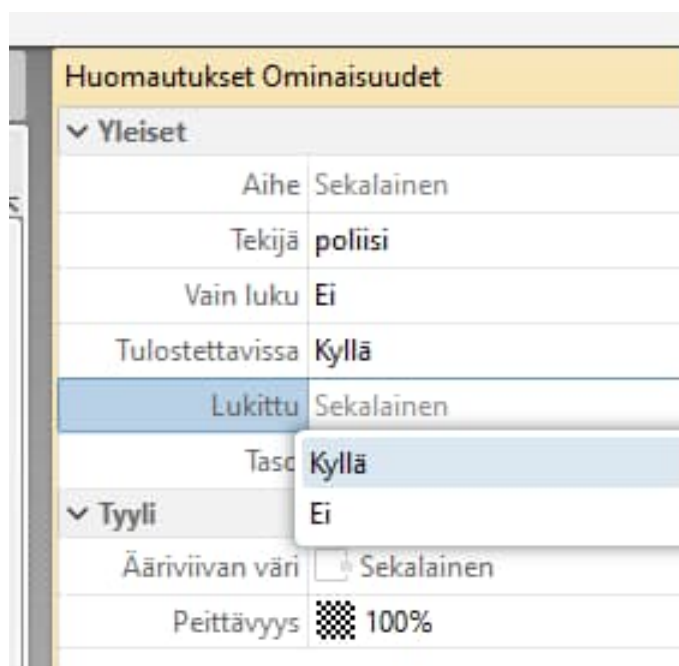 Huomautukset Ominaisuudet
Yleiset
Aihe Sekalainen
Tekijä poliisi
Vain luku Ei
Tulostettavissa Kyllä
Lukittu Sekalainen
Kyllä
Ei
Tyyli
Ääriviivan väri Sekalainen
Peittävyys 100%